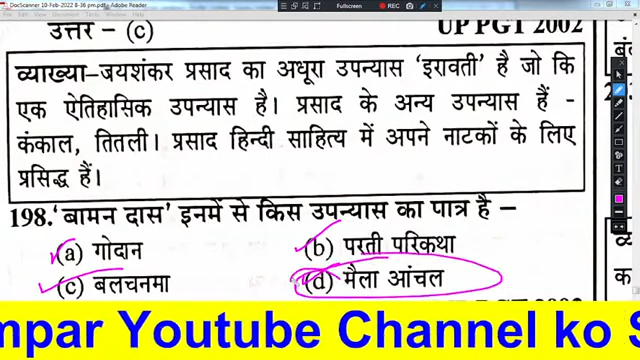 DocScanner 10-Feb-2022 8-36 pm.pdf - Adobe Reader
Fullscreen
REC
उत्तर – (c)
UP PGT 2002
व्याख्या–जयशंकर प्रसाद का अधूरा उपन्यास ‘इरावती’ है जो कि
एक ऐतिहासिक उपन्यास है। प्रसाद के अन्य उपन्यास हैं -
कंकाल, तितली। प्रसाद हिन्दी साहित्य में अपने नाटकों के लिए
प्रसिद्ध हैं।
198. ‘बामन दास’ इनमें से किस उपन्यास का पात्र है –
(a) गोदान
(b) परती परिकथा
(c) बलचनमा
(d) मैला आंचल
mpar Youtube Channel ko S